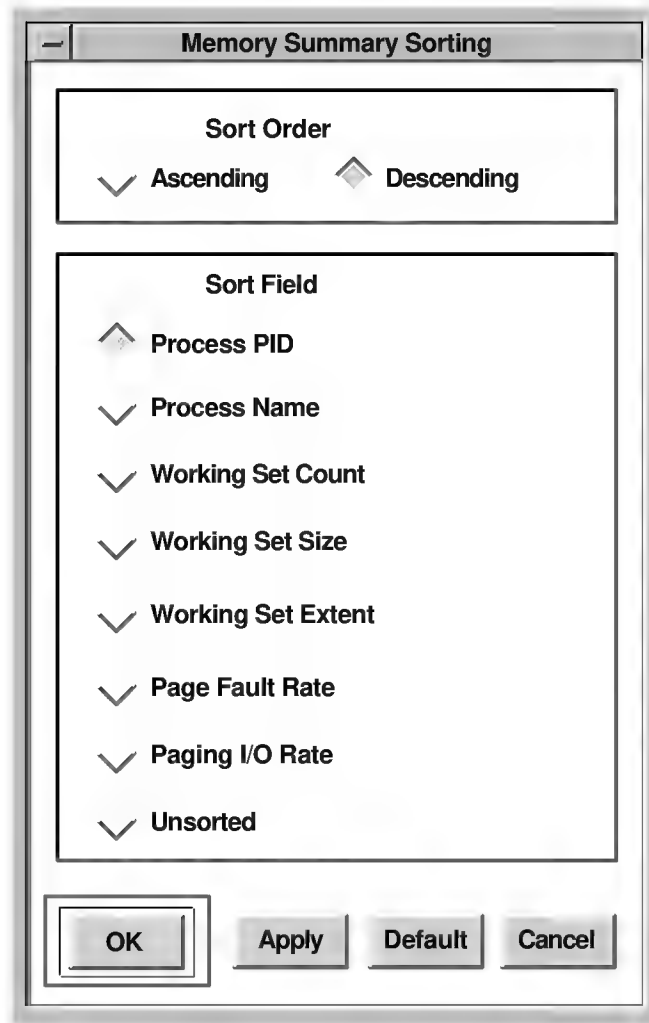 Memory Summary Sorting
Sort Order
Ascending Descending
Sort Field
Process PID
Process Name
Working Set Count
Working Set Size
Working Set Extent
Page Fault Rate
Paging I/O Rate
Unsorted
OK Apply Default Cancel